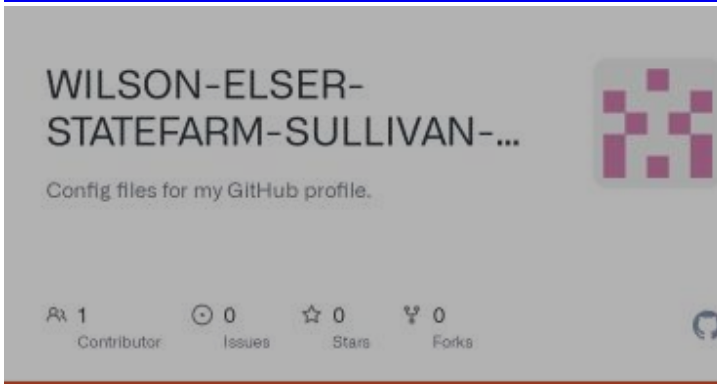 WILSON-ELSER-
STATEFARM-SULLIVAN-...
Config files for my GitHub profile.
1
Contributor
0
Issues
0
Stars
0
Forks